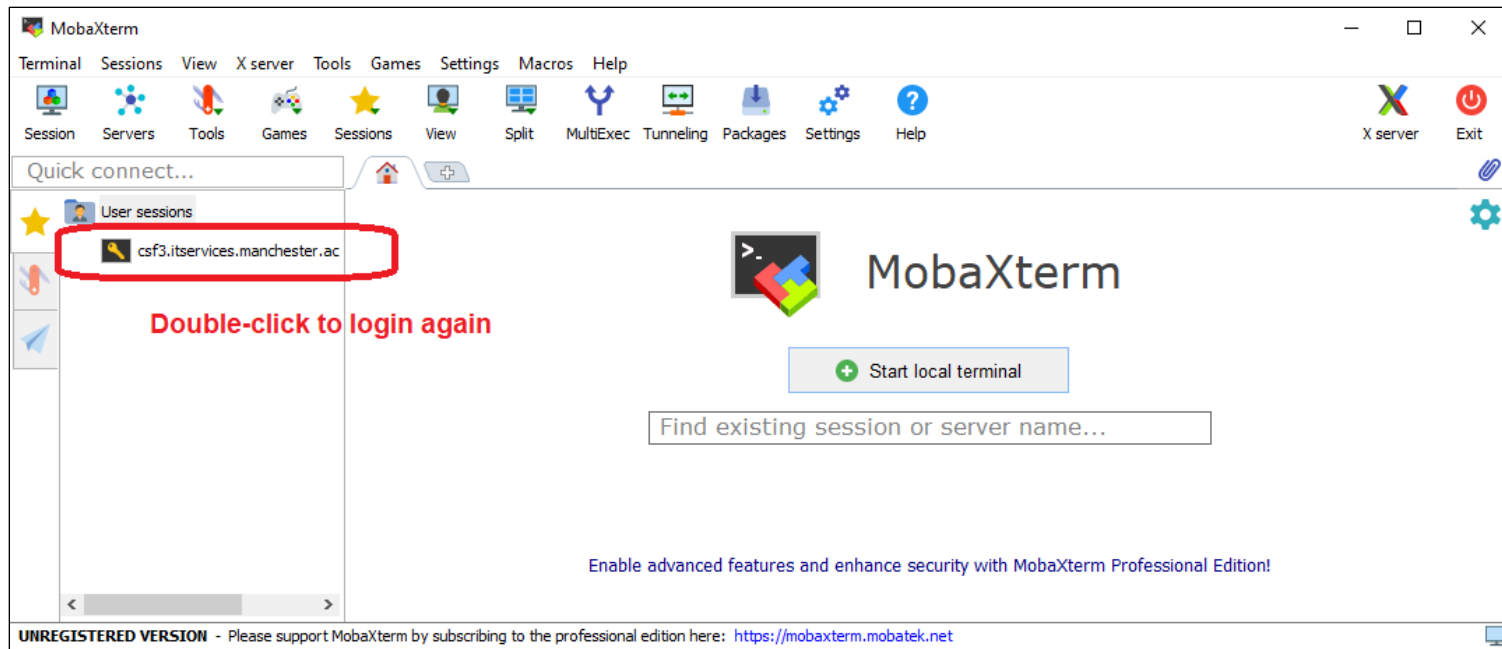 MobaXterm
Terminal Sessions View X server Tools Games Settings Macros Help
Session Servers Tools Games Sessions View Split MultiExec Tunneling Packages Settings Help X server Exit
Quick connect...
User sessions
csf3.itservices.manchester.ac
Double-click to login again
>_
MobaXterm
Start local terminal
Find existing session or server name...
Enable advanced features and enhance security with MobaXterm Professional Edition!
UNREGISTERED VERSION - Please support MobaXterm by subscribing to the professional edition here: https://mobaxterm.mobatek.net